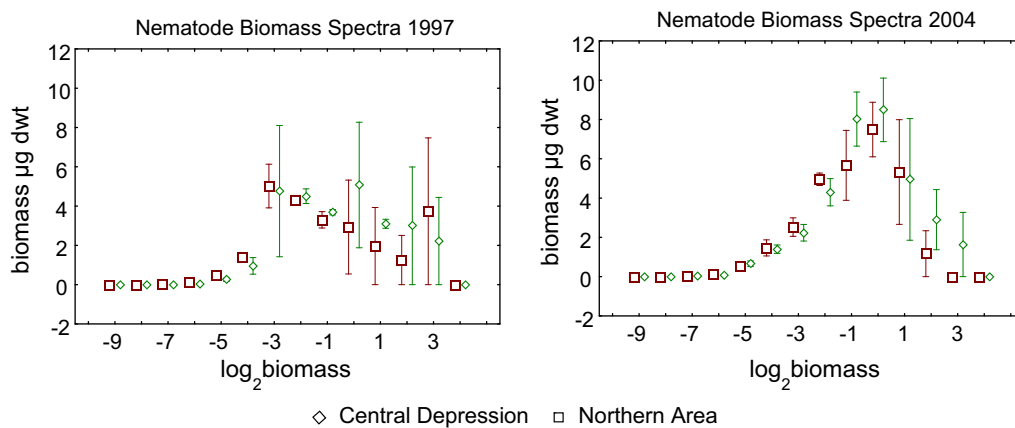 Nematode Biomass Spectra 1997
12
10
8
6
4
2
0
-2
biomass µg dwt
-9 -7 -5 -3 -1 1 3
log2biomass
Nematode Biomass Spectra 2004
12
10
8
6
4
2
0
-2
biomass µg dwt
-9 -7 -5 -3 -1 1 3
log2biomass
Central Depression Northern Area